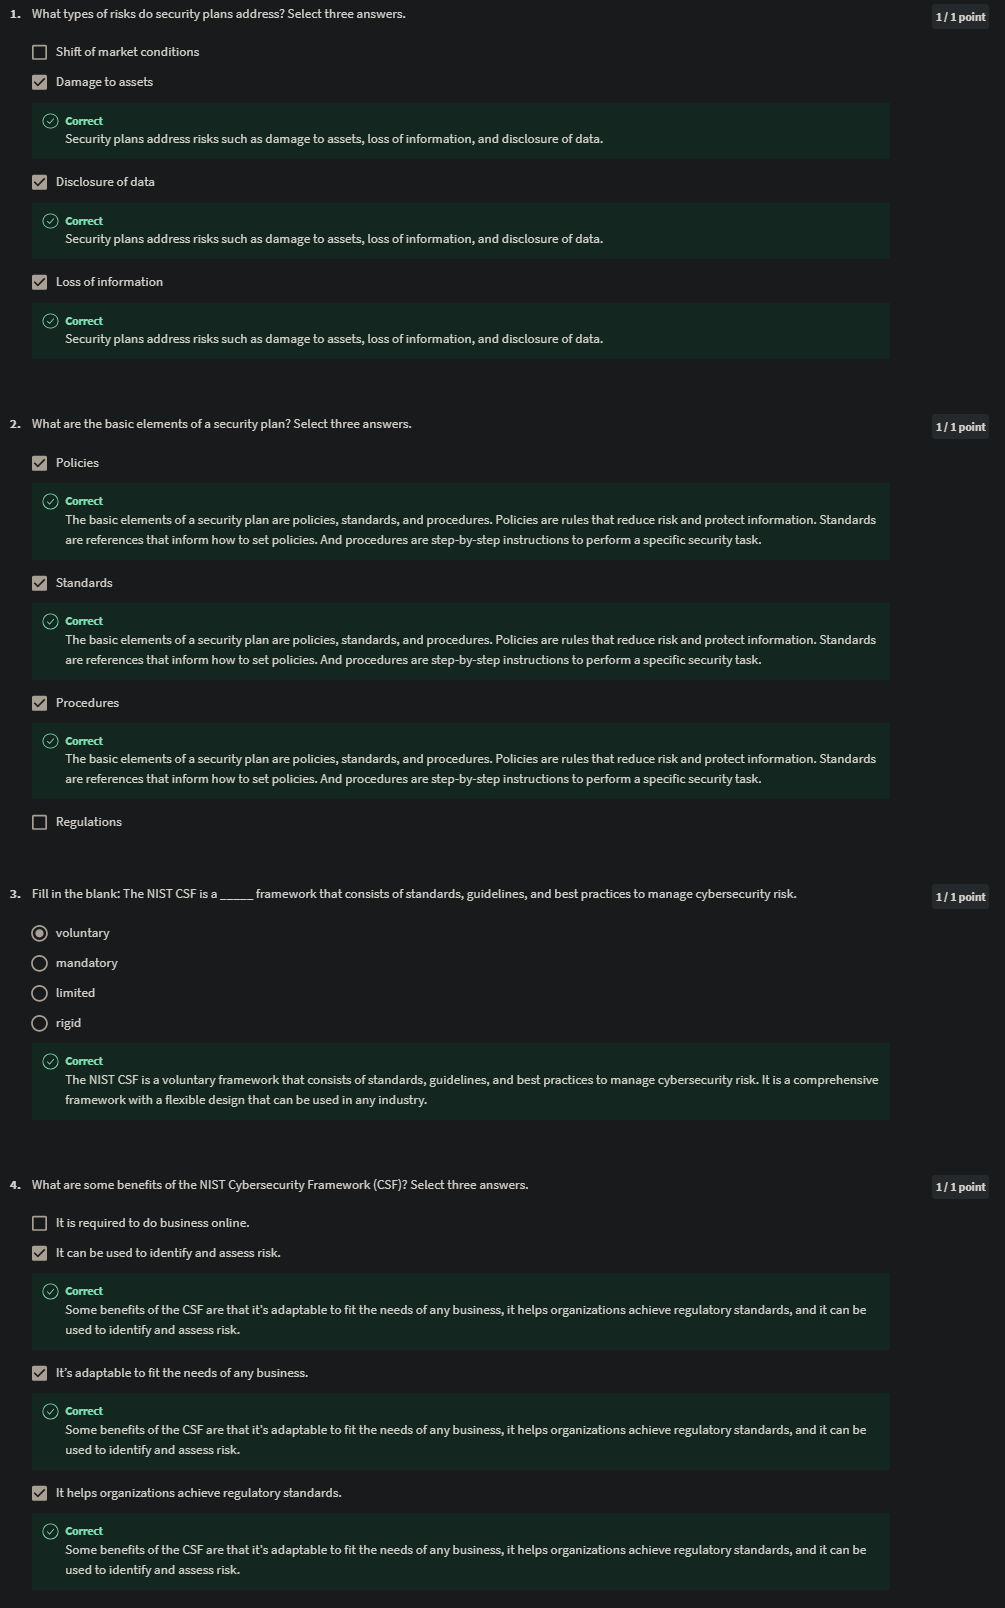 1. What types of risks do security plans address? Select three answers.
1 / 1 point
Shift of market conditions
Damage to assets
Correct
Security plans address risks such as damage to assets, loss of information, and disclosure of data.
Disclosure of data
Correct
Security plans address risks such as damage to assets, loss of information, and disclosure of data.
Loss of information
Correct
Security plans address risks such as damage to assets, loss of information, and disclosure of data.
2. What are the basic elements of a security plan? Select three answers.
1 / 1 point
Policies
Correct
The basic elements of a security plan are policies, standards, and procedures. Policies are rules that reduce risk and protect information. Standards
are references that inform how to set policies. And procedures are step-by-step instructions to perform a specific security task.
Standards
Correct
The basic elements of a security plan are policies, standards, and procedures. Policies are rules that reduce risk and protect information. Standards
are references that inform how to set policies. And procedures are step-by-step instructions to perform a specific security task.
Procedures
Correct
The basic elements of a security plan are policies, standards, and procedures. Policies are rules that reduce risk and protect information. Standards
are references that inform how to set policies. And procedures are step-by-step instructions to perform a specific security task.
Regulations
3. Fill in the blank: The NIST CSF is a _____ framework that consists of standards, guidelines, and best practices to manage cybersecurity risk.
1 / 1 point
voluntary
mandatory
limited
rigid
Correct
The NIST CSF is a voluntary framework that consists of standards, guidelines, and best practices to manage cybersecurity risk. It is a comprehensive
framework with a flexible design that can be used in any industry.
4. What are some benefits of the NIST Cybersecurity Framework (CSF)? Select three answers.
1 / 1 point
It is required to do business online.
It can be used to identify and assess risk.
Correct
Some benefits of the CSF are that it's adaptable to fit the needs of any business, it helps organizations achieve regulatory standards, and it can be
used to identify and assess risk.
It’s adaptable to fit the needs of any business.
Correct
Some benefits of the CSF are that it's adaptable to fit the needs of any business, it helps organizations achieve regulatory standards, and it can be
used to identify and assess risk.
It helps organizations achieve regulatory standards.
Correct
Some benefits of the CSF are that it's adaptable to fit the needs of any business, it helps organizations achieve regulatory standards, and it can be
used to identify and assess risk.